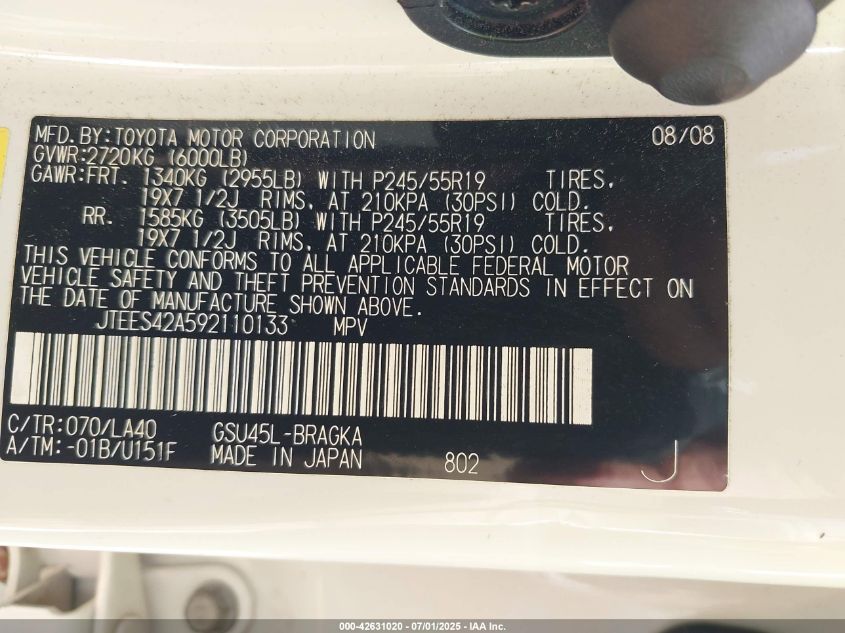 MFD. BY: TOYOTA MOTOR CORPORATION 08/08
GVWR: 2720KG (6000LB)
GAWR: FRT. 1340KG (2955LB) WITH P245/55R19 TIRES,
19X7 1/2J RIMS, AT 210KPA (30PSI) COLD.
RR. 1585KG (3505LB) WITH P245/55R19 TIRES,
19X7 1/2J RIMS, AT 210KPA (30PSI) COLD.
THIS VEHICLE CONFORMS TO ALL APPLICABLE FEDERAL MOTOR
VEHICLE SAFETY AND THEFT PREVENTION STANDARDS IN EFFECT ON
THE DATE OF MANUFACTURE SHOWN ABOVE.
JTEES42A592110133 MPV
C/TR: 070/LA40 GSU45L-BRAGKA
A/TM: -01B/U151F MADE IN JAPAN 802 J
000-42631020 - 07/01/2025 - IAA Inc.